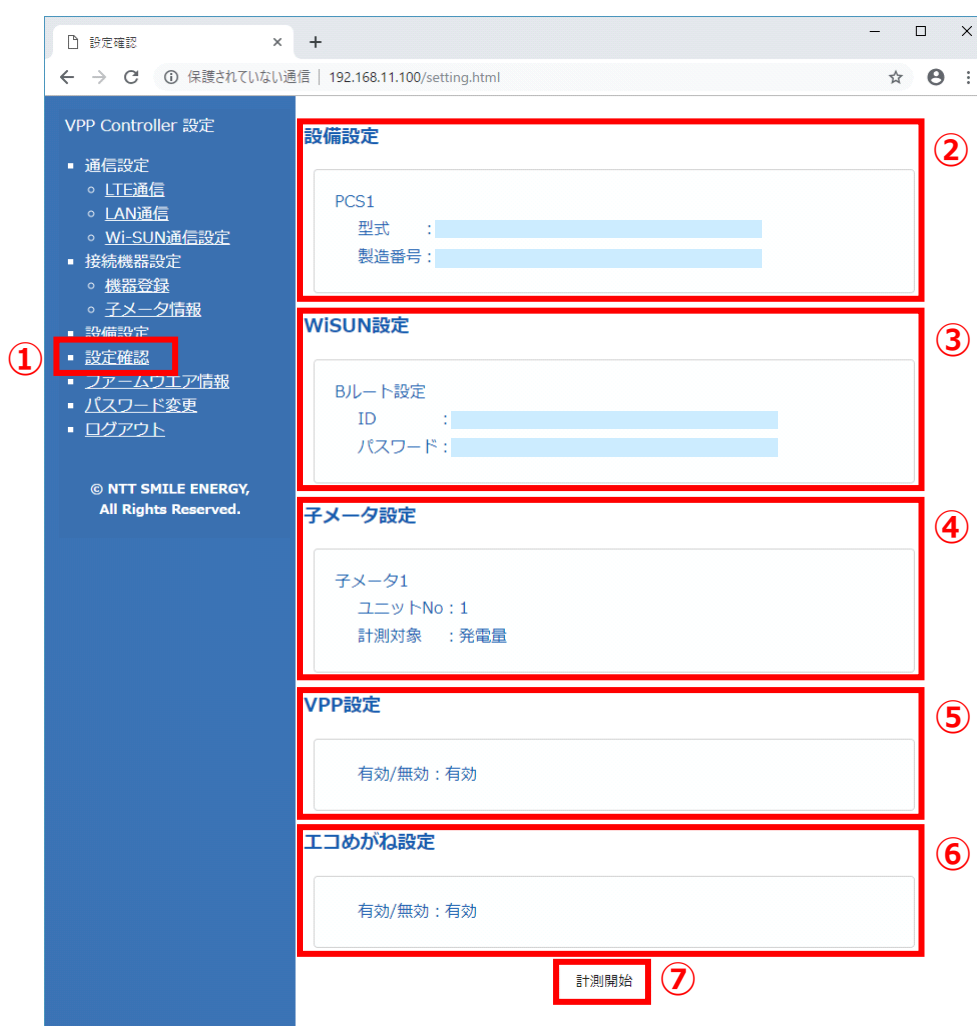 設定確認
保護されていない通信 | 192.168.11.100/setting.html
VPP Controller 設定
通信設定
LTE通信
LAN通信
Wi-SUN通信設定
接続機器設定
機器登録
子メータ情報
設備設定
① 設定確認
ファームウエア情報
パスワード変更
ログアウト
© NTT SMILE ENERGY,
All Rights Reserved.
設備設定
②
PCS1
型式 :
製造番号 :
WiSUN設定
③
Bルート設定
ID :
パスワード :
子メータ設定
④
子メータ1
ユニットNo : 1
計測対象 : 発電量
VPP設定
⑤
有効/無効 : 有効
エコめがね設定
⑥
有効/無効 : 有効
計測開始 ⑦